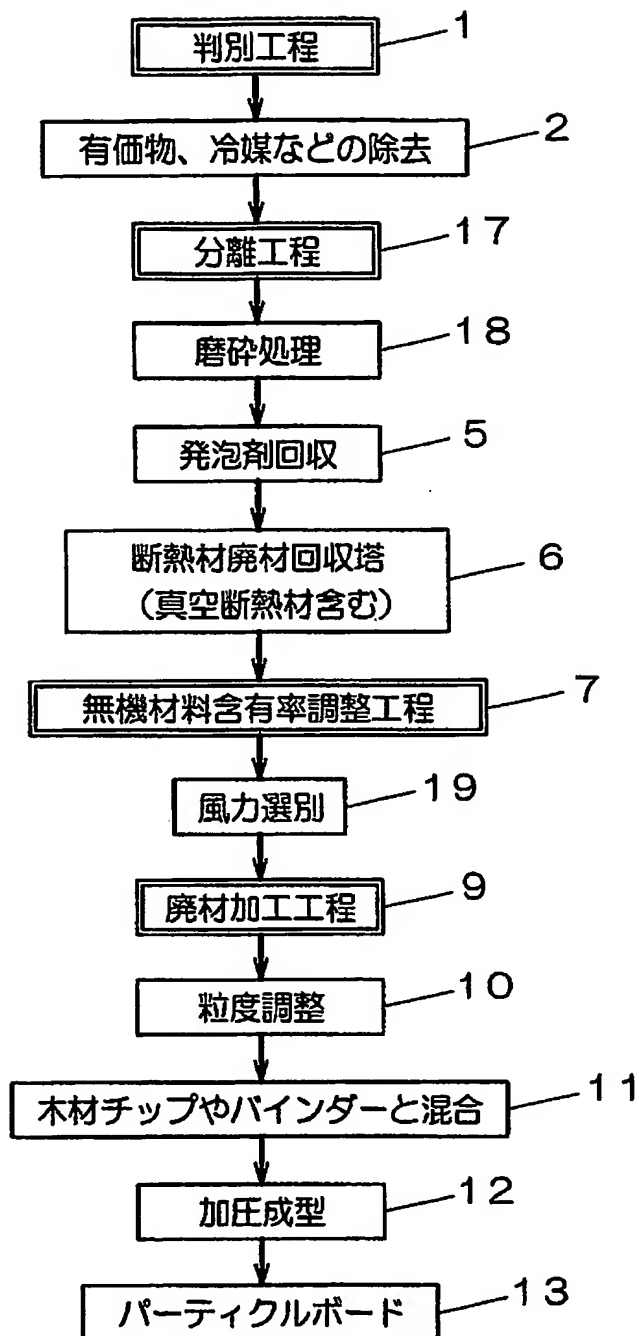 判別工程 1
有価物、冷媒などの除去 2
分離工程 17
磨砕処理 18
発泡剤回収 5
断熱材廃材回収塔 6
（真空断熱材含む）
無機材料含有率調整工程 7
風力選別 19
廃材加工工程 9
粒度調整 10
木材チップやバインダーと混合 11
加圧成型 12
パーティクルボード 13